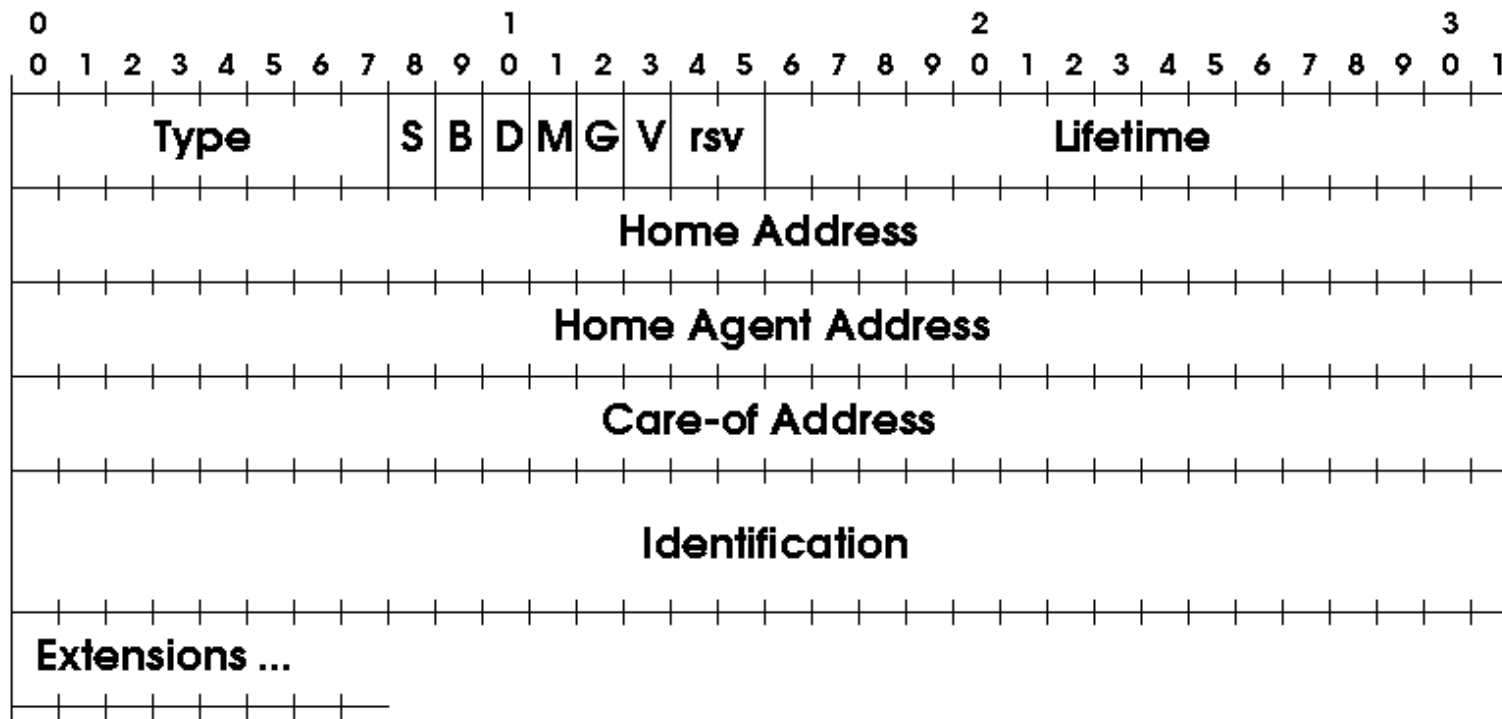 0 1 2 3
0 1 2 3 4 5 6 7 8 9 0 1 2 3 4 5 6 7 8 9 0 1 2 3 4 5 6 7 8 9 0 1
Type S B D M G V rsv Lifetime
Home Address
Home Agent Address
Care-of Address
Identification
Extensions ...